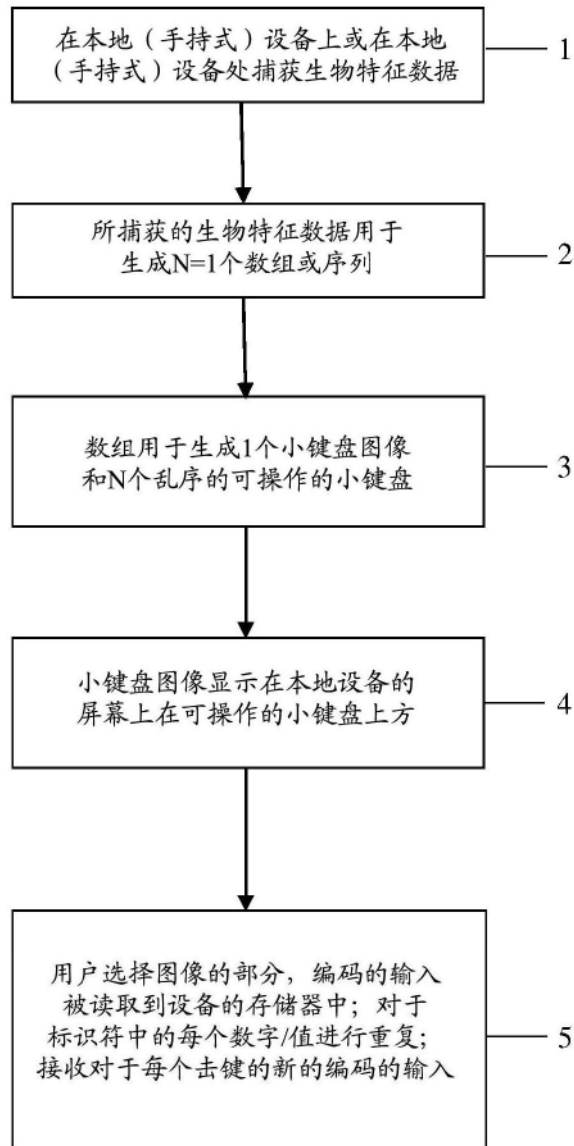 在本地（手持式）设备上或在本地
（手持式）设备处捕获生物特征数据
1
所捕获的生物特征数据用于
生成N=1个数组或序列
2
数组用于生成1个小键盘图像
和N个乱序的可操作的小键盘
3
小键盘图像显示在本地设备的
屏幕上在可操作的小键盘上方
4
用户选择图像的部分，编码的输入
被读取到设备的存储器中；对于
标识符中的每个数字/值进行重复；
接收对于每个击键的新的编码的输入
5